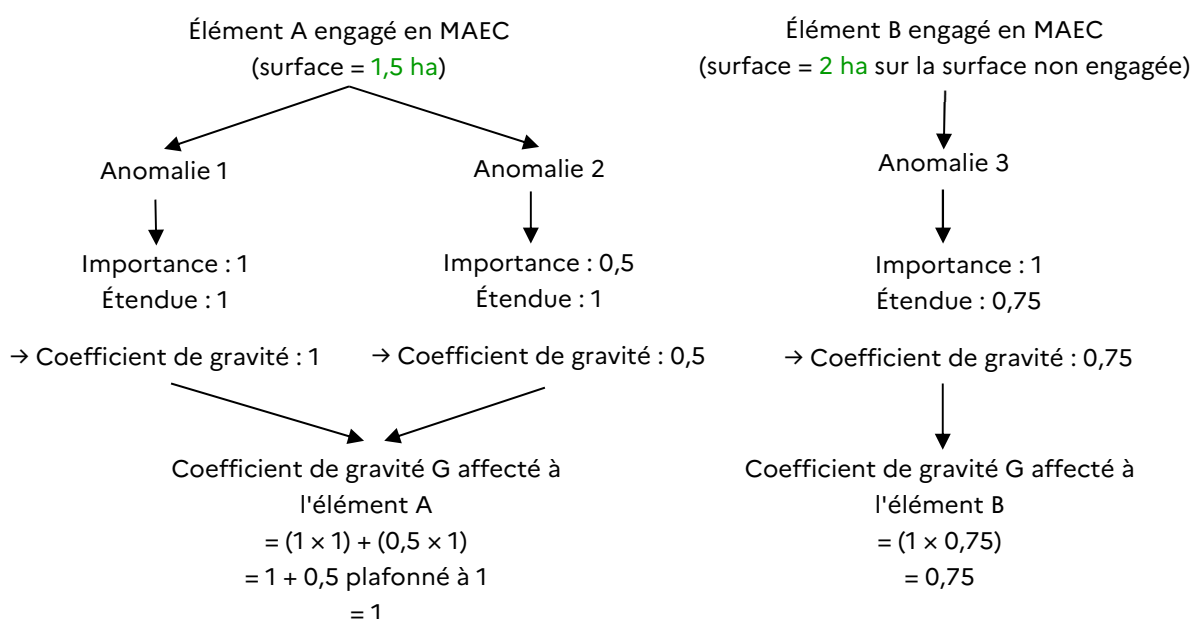 Élément A engagé en MAEC
(surface = 1,5 ha)
Élément B engagé en MAEC
(surface = 2 ha sur la surface non engagée)
Anomalie 1
Anomalie 2
Anomalie 3
Importance : 1
Étendue : 1
Importance : 0,5
Étendue : 1
Importance : 1
Étendue : 0,75
→ Coefficient de gravité : 1
→ Coefficient de gravité : 0,5
→ Coefficient de gravité : 0,75
Coefficient de gravité G affecté à
l'élément A
= (1 × 1) + (0,5 × 1)
= 1 + 0,5 plafonné à 1
= 1
Coefficient de gravité G affecté à
l'élément B
= (1 × 0,75)
= 0,75